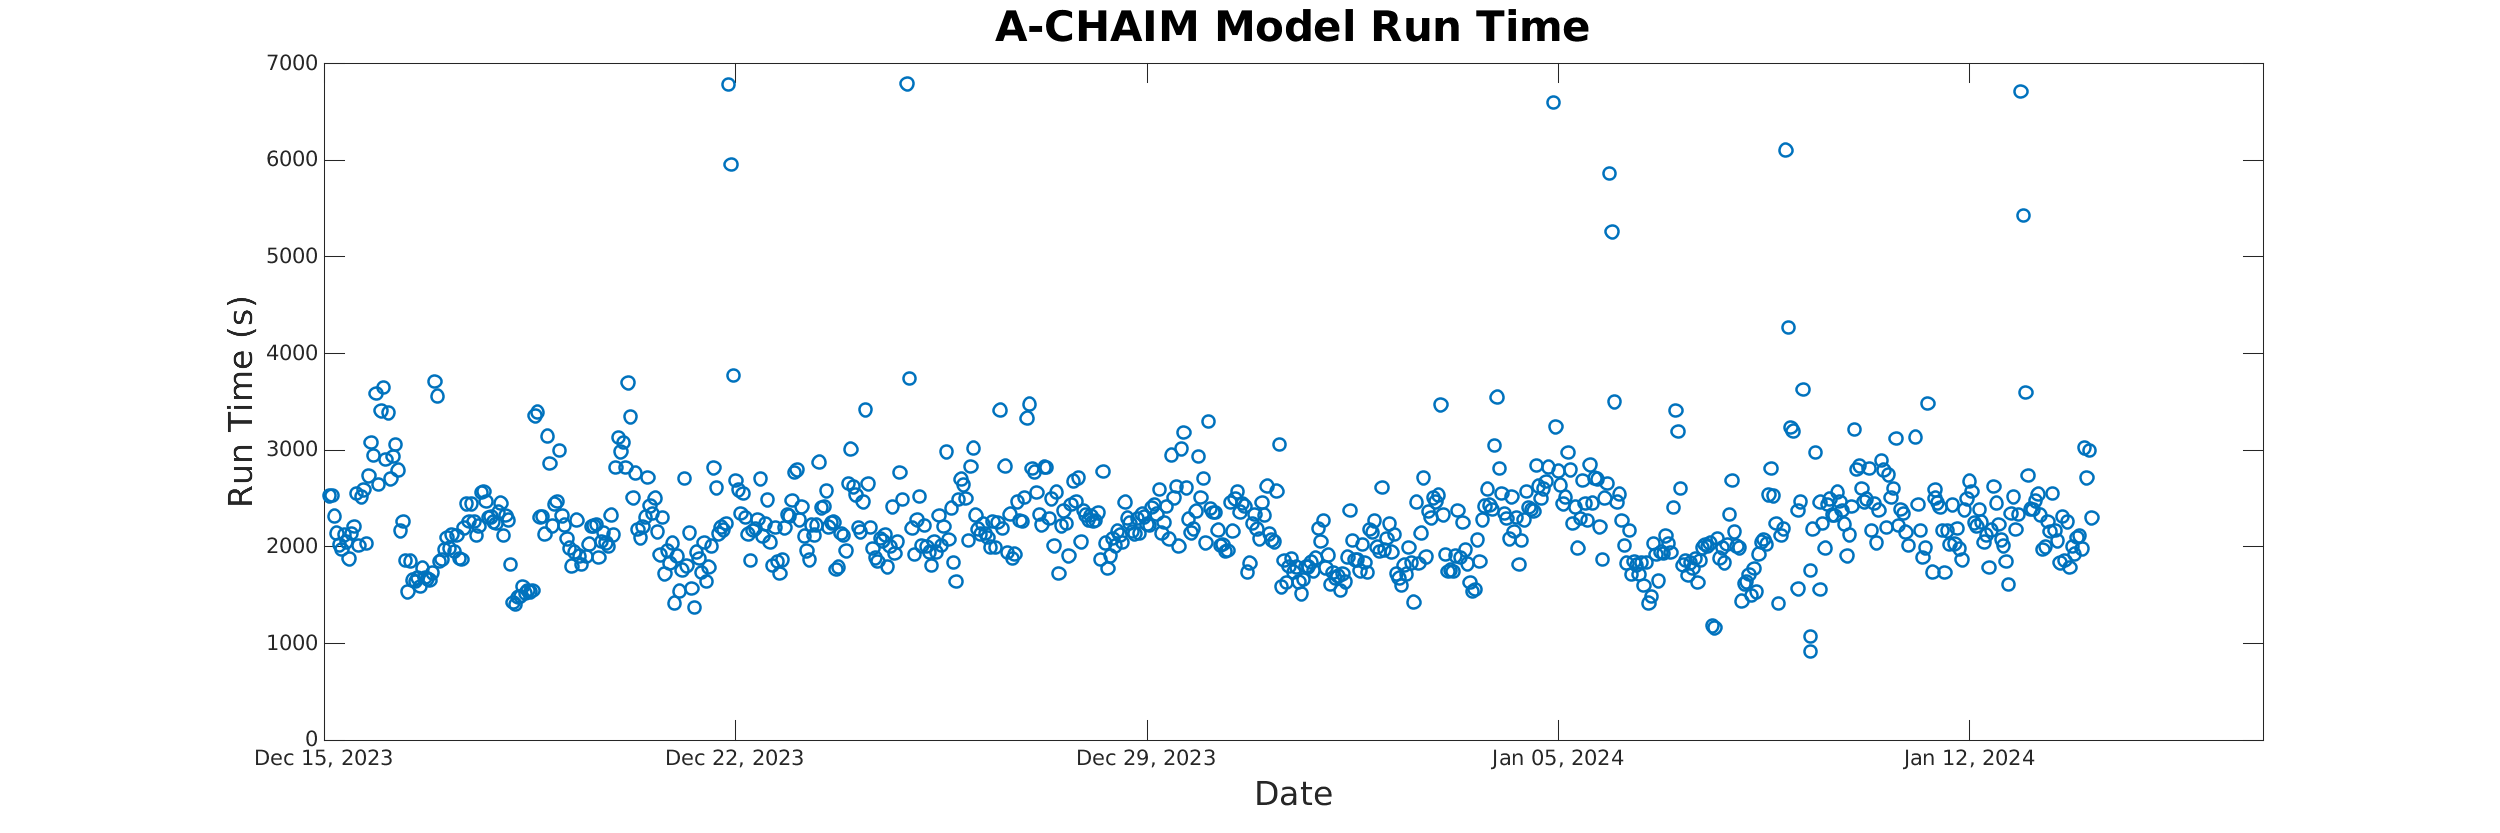 A-CHAIM Model Run Time
7000
6000
5000
4000
3000
2000
1000
0
Run Time (s)
Dec 15, 2023 Dec 22, 2023 Dec 29, 2023 Jan 05, 2024 Jan 12, 2024
Date